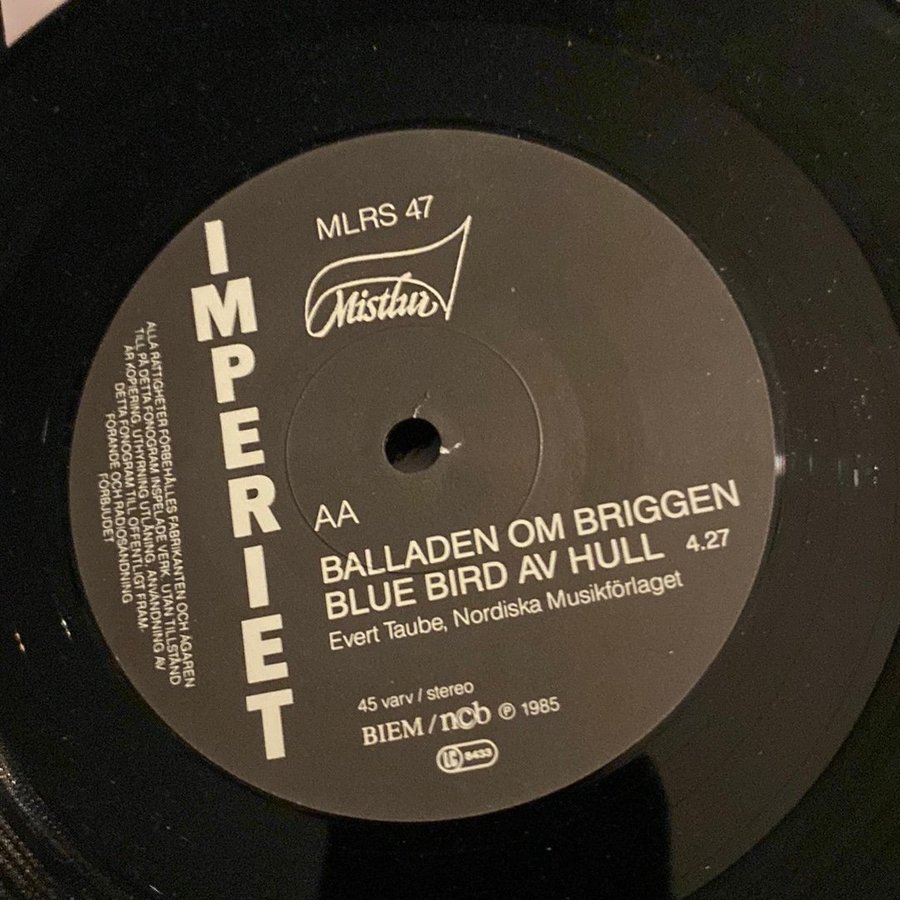 MLRS 47
Mistlur
IMPERIET
AA
BALLADEN OM BRIGGEN
BLUE BIRD AV HULL 4.27
Evert Taube, Nordiska Musikförlaget
45 varv / stereo
BIEM / ncb ℗ 1985
LC 8433
ALLA RÄTTIGHETER FÖRBEHÅLLES FABRIKANTEN OCH ÄGAREN
TILL PÅ DETTA FONOGRAM INSPELADE VERK. UTAN TILLSTÅND
ÄR KOPIERING, UTHYRNING UTLÅNING, ANVÄNDNING AV
DETTA FONOGRAM TILL OFFENTLIGT FRAM-
FÖRANDE OCH RADIOSÄNDNING
FÖRBJUDET